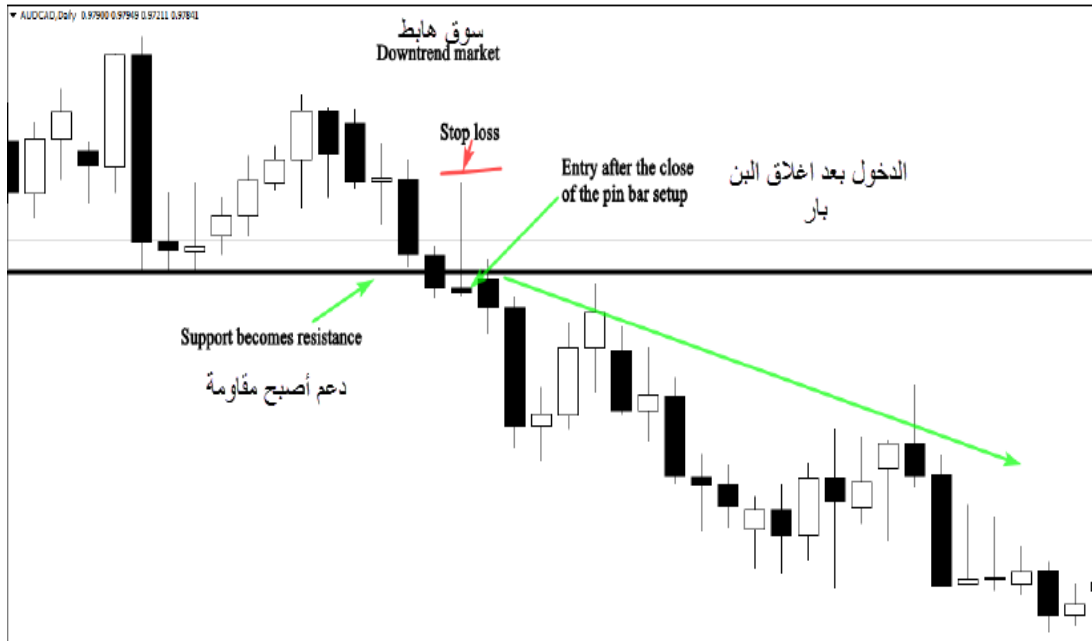 AUDCAD,Daily 0.97900 0.97949 0.97211 0.97841
سوق هابط
Downtrend market
Stop loss
Entry after the close
of the pin bar setup
الدخول بعد اغلاق البن
بار
Support becomes resistance
دعم أصبح مقاومة